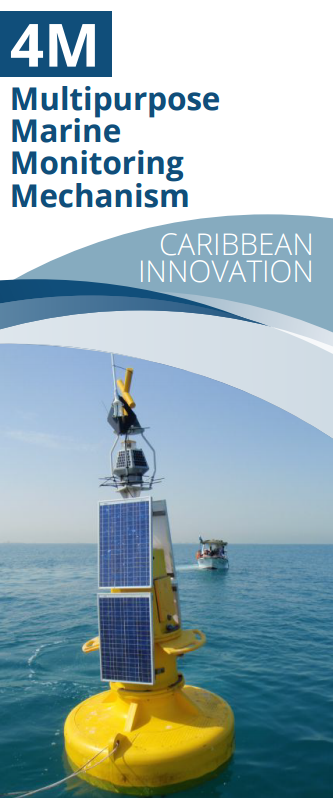 4M
Multipurpose
Marine
Monitoring
Mechanism
CARIBBEAN
INNOVATION